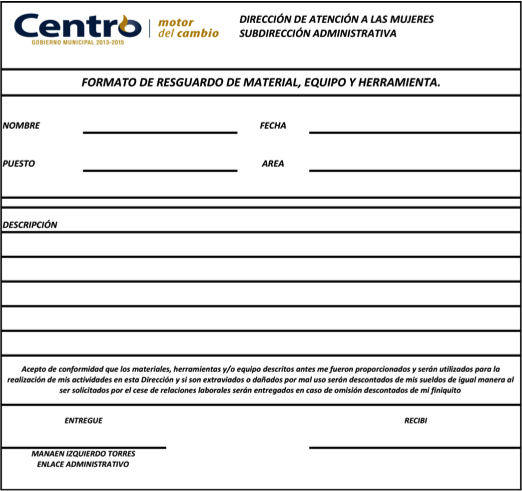 Centro
motor
del cambio
GOBIERNO MUNICIPAL 2013-2015
DIRECCIÓN DE ATENCIÓN A LAS MUJERES
SUBDIRECCIÓN ADMINISTRATIVA
FORMATO DE RESGUARDO DE MATERIAL, EQUIPO Y HERRAMIENTA.
NOMBRE FECHA
PUESTO AREA
DESCRIPCIÓN
Acepto de conformidad que los materiales, herramientas y/o equipo descritos antes me fueron proporcionados y serán utilizados para la
realización de mis actividades en esta Dirección y si son extraviados o dañados por mal uso serán descontados de mis sueldos de igual manera al
ser solicitados por el cese de relaciones laborales serán entregados en caso de omisión descontados de mi finiquito
ENTREGUE RECIBI
MANAEN IZQUIERDO TORRES
ENLACE ADMINISTRATIVO